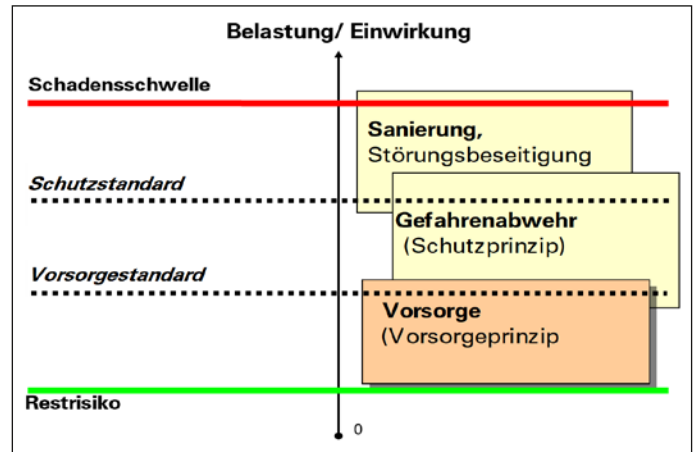 Belastung/ Einwirkung
Schadensschwelle
Sanierung,
Störungsbeseitigung
Schutzstandard
Gefahrenabwehr
(Schutzprinzip)
Vorsorgestandard
Vorsorge
(Vorsorgeprinzip
Restrisiko
0